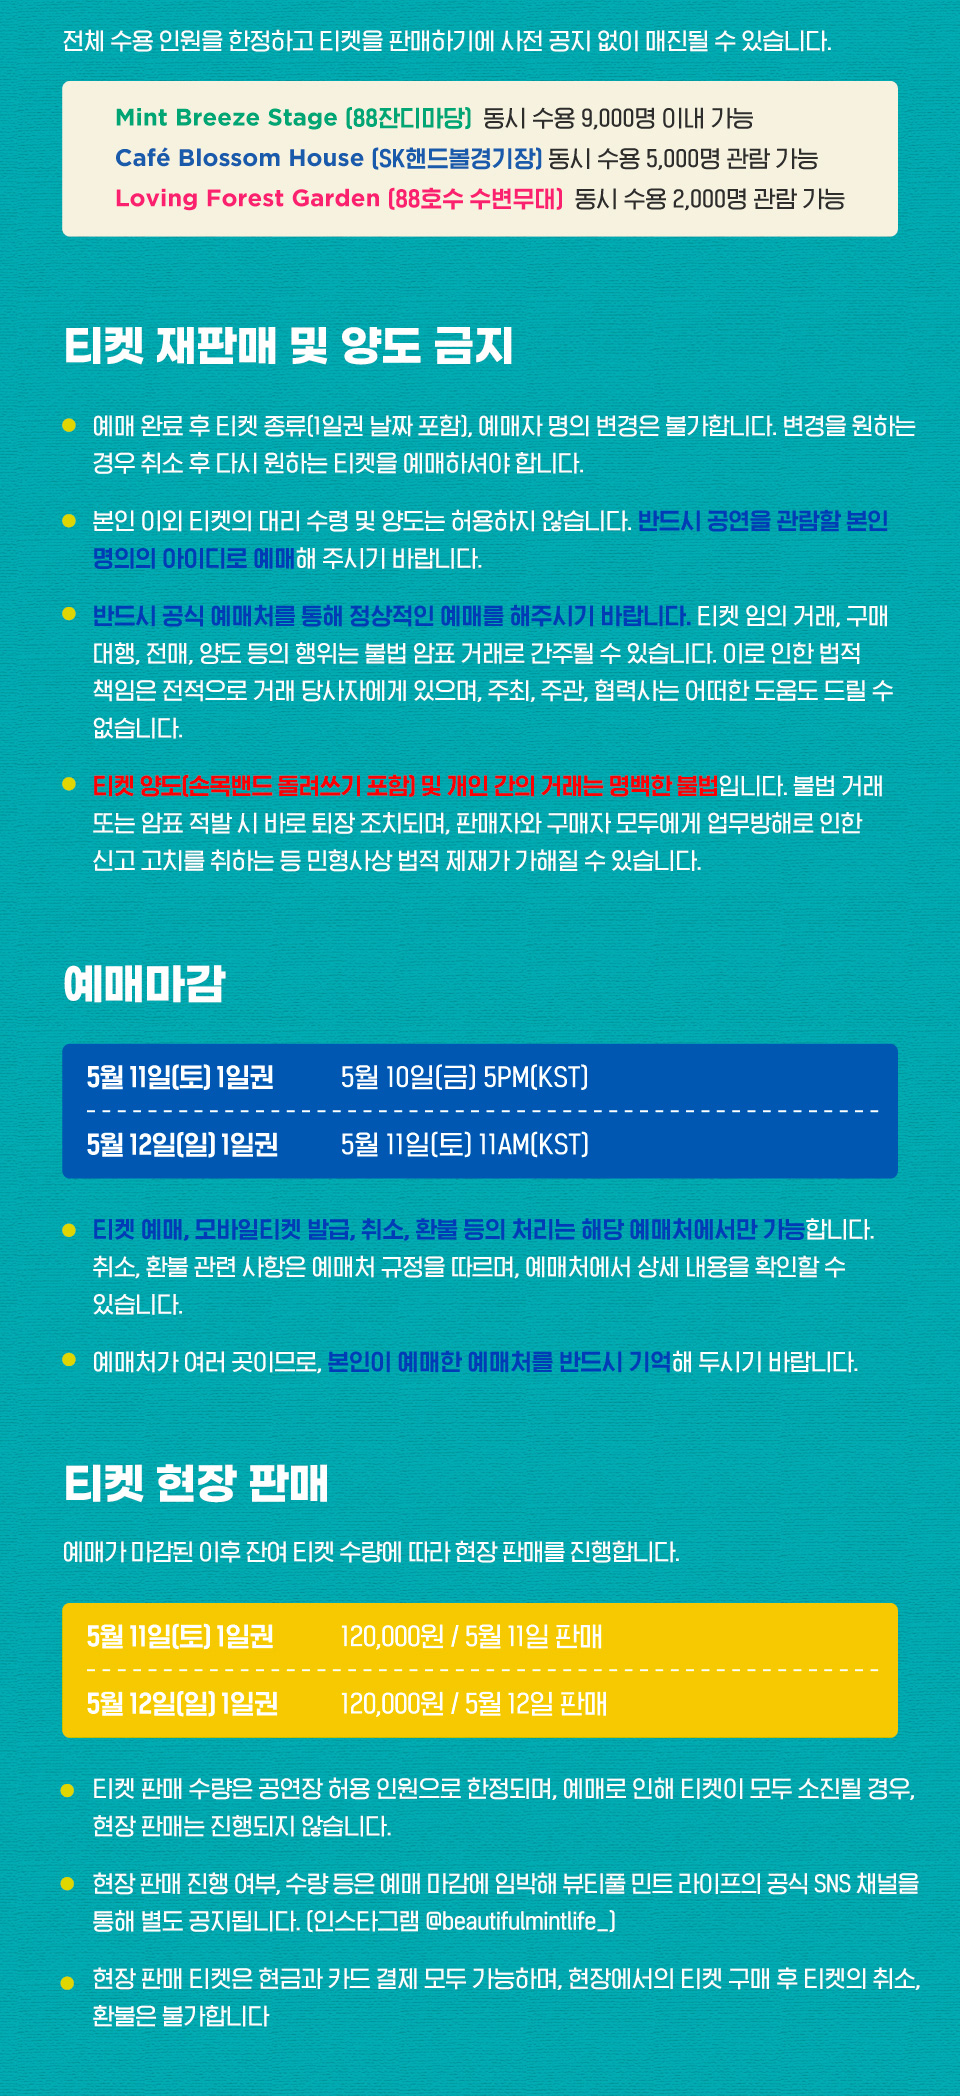 전체 수용 인원을 한정하고 티켓을 판매하기에 사전 공지 없이 매진될 수 있습니다.
Mint Breeze Stage (88잔디마당) 동시 수용 9,000명 이내 가능
Café Blossom House (SK핸드볼경기장) 동시 수용 5,000명 관람 가능
Loving Forest Garden (88호수 수변무대) 동시 수용 2,000명 관람 가능
티켓 재판매 및 양도 금지
예매 완료 후 티켓 종류(1일권 날짜 포함), 예매자 명의 변경은 불가합니다. 변경을 원하는
경우 취소 후 다시 원하는 티켓을 예매하셔야 합니다.
본인 이외 티켓의 대리 수령 및 양도는 허용하지 않습니다. 반드시 공연을 관람할 본인
명의의 아이디로 예매해 주시기 바랍니다.
반드시 공식 예매처를 통해 정상적인 예매를 해주시기 바랍니다. 티켓 임의 거래, 구매
대행, 전매, 양도 등의 행위는 불법 암표 거래로 간주될 수 있습니다. 이로 인한 법적
책임은 전적으로 거래 당사자에게 있으며, 주최, 주관, 협력사는 어떠한 도움도 드릴 수
없습니다.
티켓 양도(손목밴드 돌려쓰기 포함) 및 개인 간의 거래는 명백한 불법입니다. 불법 거래
또는 암표 적발 시 바로 퇴장 조치되며, 판매자와 구매자 모두에게 업무방해로 인한
신고 고치를 취하는 등 민형사상 법적 제재가 가해질 수 있습니다.
예매마감
5월 11일(토) 1일권 5월 10일(금) 5PM(KST)
5월 12일(일) 1일권 5월 11일(토) 11AM(KST)
티켓 예매, 모바일티켓 발급, 취소, 환불 등의 처리는 해당 예매처에서만 가능합니다.
취소, 환불 관련 사항은 예매처 규정을 따르며, 예매처에서 상세 내용을 확인할 수
있습니다.
예매처가 여러 곳이므로, 본인이 예매한 예매처를 반드시 기억해 두시기 바랍니다.
티켓 현장 판매
예매가 마감된 이후 잔여 티켓 수량에 따라 현장 판매를 진행합니다.
5월 11일(토) 1일권 120,000원 / 5월 11일 판매
5월 12일(일) 1일권 120,000원 / 5월 12일 판매
티켓 판매 수량은 공연장 허용 인원으로 한정되며, 예매로 인해 티켓이 모두 소진될 경우,
현장 판매는 진행되지 않습니다.
현장 판매 진행 여부, 수량 등은 예매 마감에 임박해 뷰티풀 민트 라이프의 공식 SNS 채널을
통해 별도 공지됩니다. (인스타그램 @beautifulmintlife_)
현장 판매 티켓은 현금과 카드 결제 모두 가능하며, 현장에서의 티켓 구매 후 티켓의 취소,
환불은 불가합니다